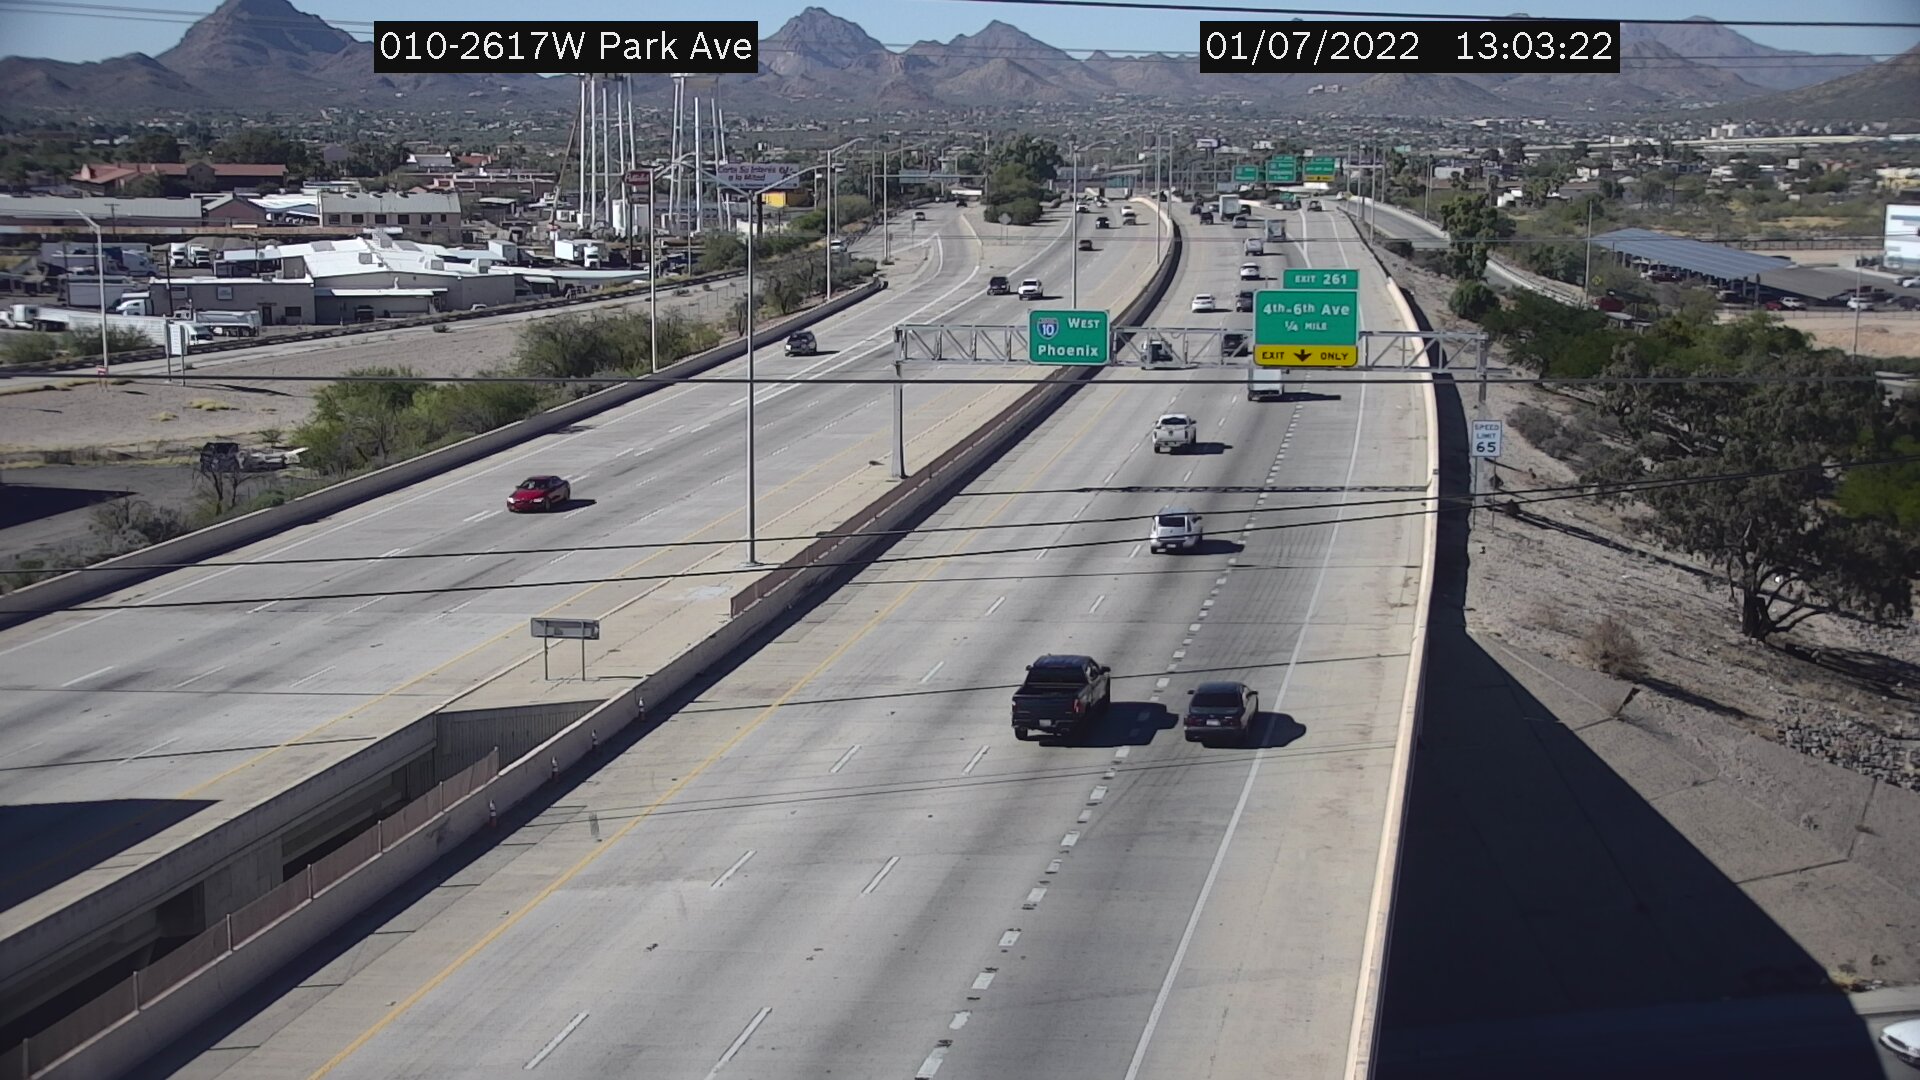 010-2617W Park Ave
01/07/2022 13:03:22
EXIT 261
4th-6th Ave
1/4 MILE
EXIT ONLY
10
WEST
Phoenix
SPEED
LIMIT
65